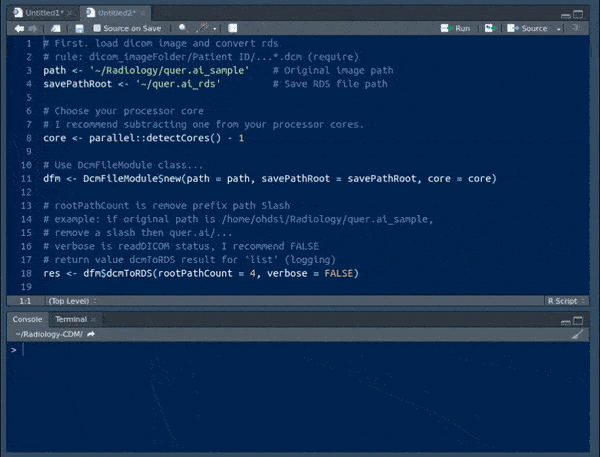 Untitled1*
Untitled2*
Source on Save
Run
Source
1 # First. load dicom image and convert rds
2 # rule: dicom_imageFolder/Patient ID/...*.dcm (require)
3 path <- '~/Radiology/quer.ai_sample' # Original image path
4 savePathRoot <- '~/quer.ai_rds' # Save RDS file path
5
6 # Choose your processor core
7 # I recommend subtracting one from your processor cores.
8 core <- parallel::detectCores() - 1
9
10 # Use DcmFileModule class...
11 dfm <- DcmFileModule$new(path = path, savePathRoot = savePathRoot, core = core)
12
13 # rootPathCount is remove prefix path Slash
14 # example: if original path is /home/ohdsi/Radiology/quer.ai_sample,
15 # remove a slash then quer.ai/...
16 # verbose is readDICOM status, I recommend FALSE
17 # return value dcmToRDS result for 'list' (logging)
18 res <- dfm$dcmToRDS(rootPathCount = 4, verbose = FALSE)
19
1:1 (Top Level) R Script
Console Terminal
~/Radiology-CDM/
>